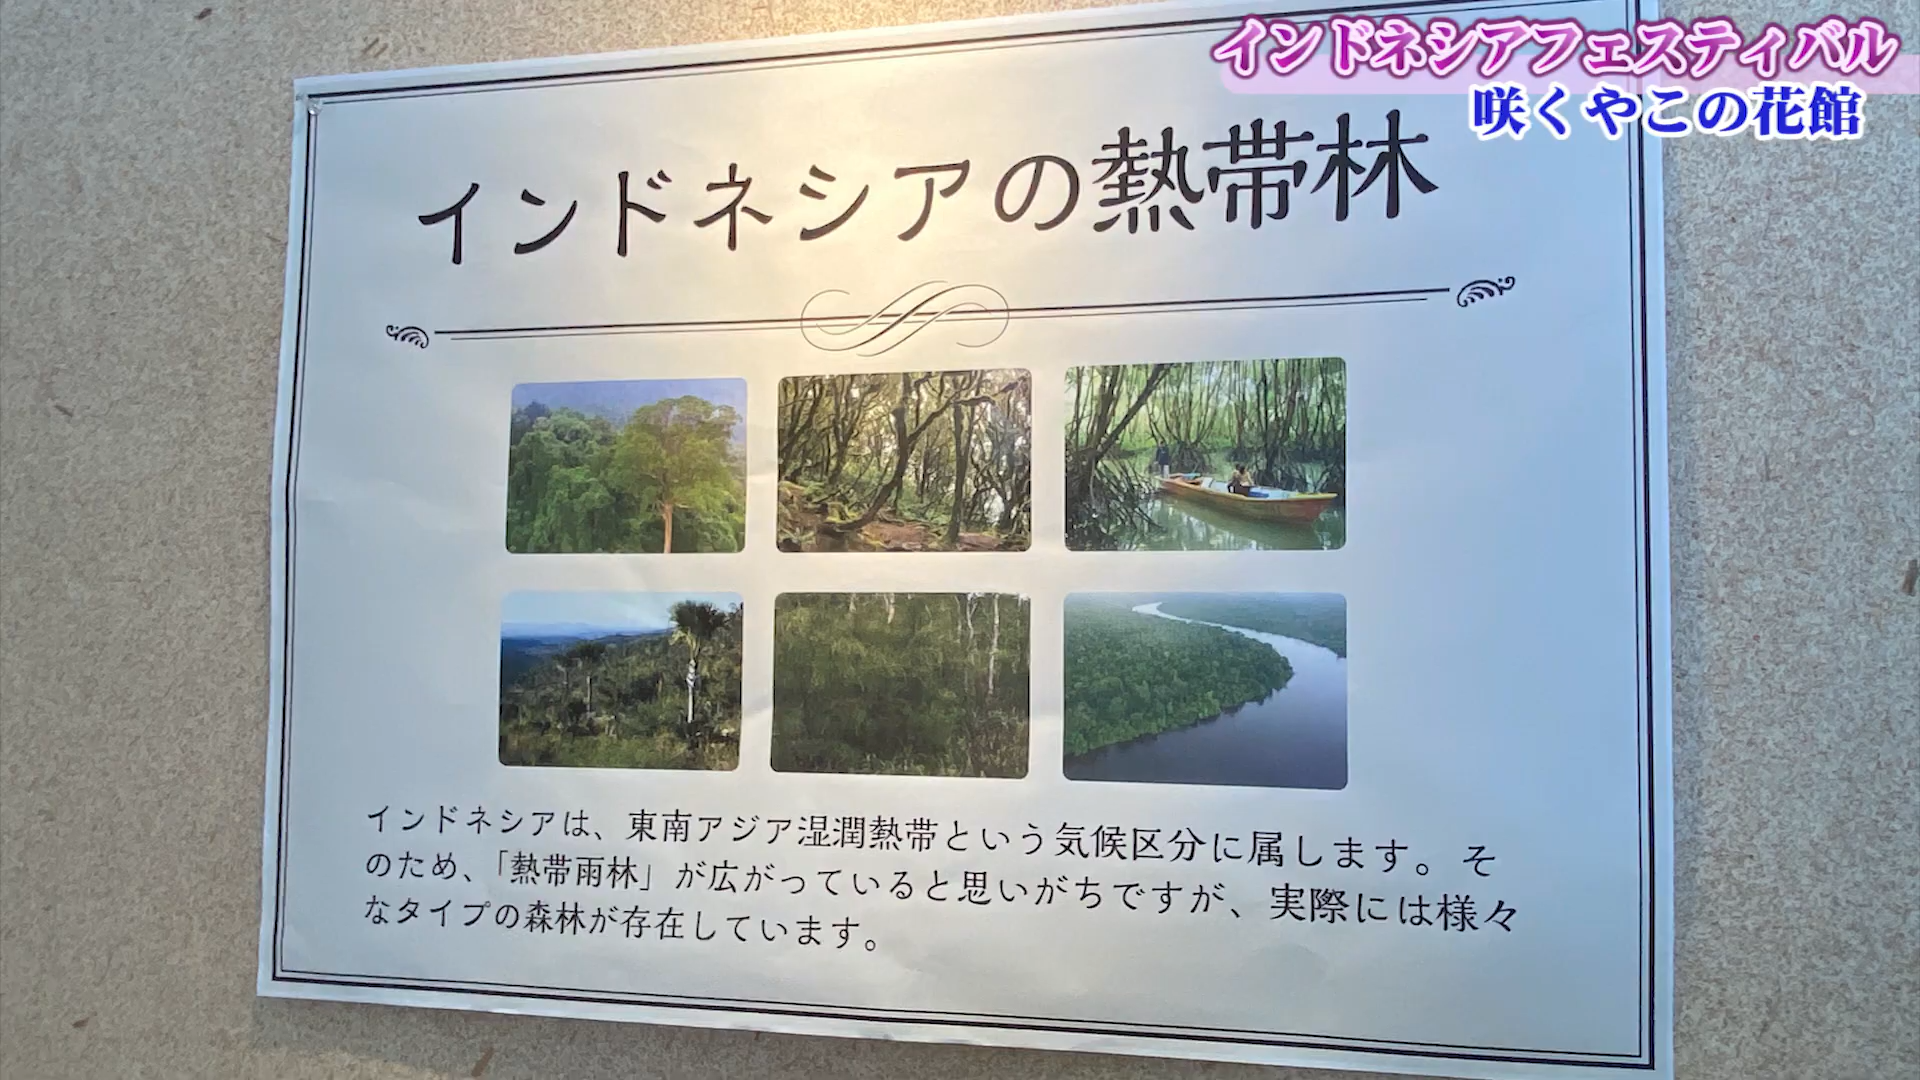 インドネシアフェスティバル
咲くやこの花館
インドネシアの熱帯林
インドネシアは、東南アジア湿潤熱帯という気候区分に属します。そ
のため、「熱帯雨林」が広がっていると思いがちですが、実際には様々
なタイプの森林が存在しています。